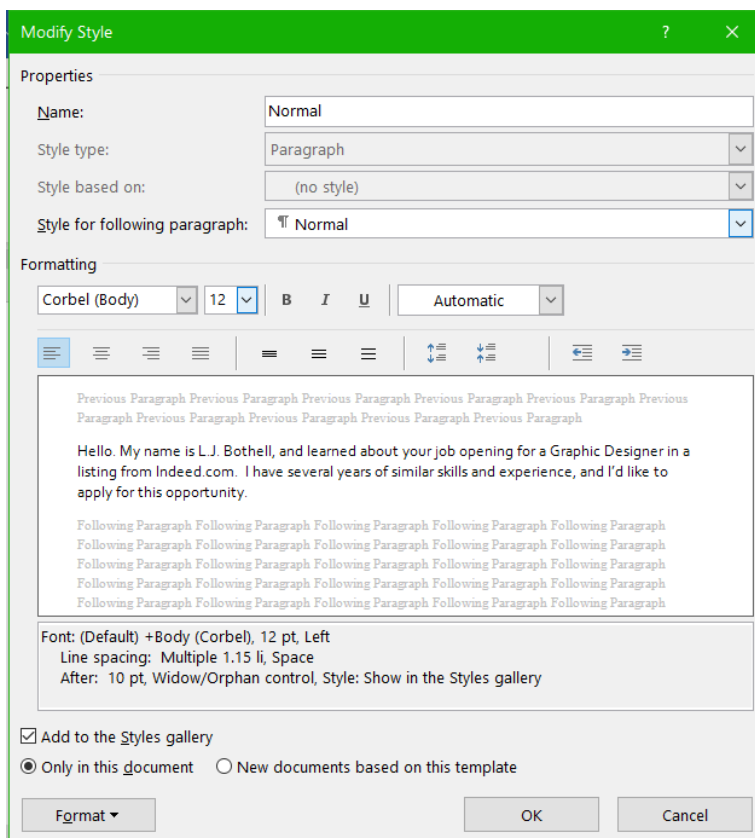 Modify Style ? ×
Properties
Name: Normal
Style type: Paragraph
Style based on: (no style)
Style for following paragraph: ¶ Normal
Formatting
Corbel (Body) 12 B I U Automatic
Previous Paragraph Previous Paragraph Previous Paragraph Previous Paragraph Previous Paragraph Previous
Paragraph Previous Paragraph Previous Paragraph Previous Paragraph Previous Paragraph
Hello. My name is L.J. Bothell, and learned about your job opening for a Graphic Designer in a
listing from Indeed.com.  I have several years of similar skills and experience, and I'd like to
apply for this opportunity.
Following Paragraph Following Paragraph Following Paragraph Following Paragraph Following Paragraph
Following Paragraph Following Paragraph Following Paragraph Following Paragraph Following Paragraph
Following Paragraph Following Paragraph Following Paragraph Following Paragraph Following Paragraph
Following Paragraph Following Paragraph Following Paragraph Following Paragraph Following Paragraph
Following Paragraph Following Paragraph Following Paragraph Following Paragraph Following Paragraph
Font: (Default) +Body (Corbel), 12 pt, Left
Line spacing:  Multiple 1.15 li, Space
After:  10 pt, Widow/Orphan control, Style: Show in the Styles gallery
Add to the Styles gallery
Only in this document New documents based on this template
Format OK Cancel